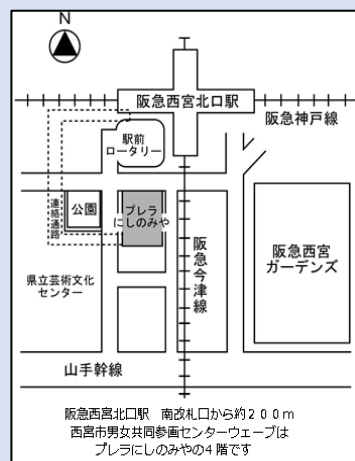 N
阪急西宮北口駅
阪急神戸線
駅前
ロータリー
連絡通路
公園
プレラ
にしのみや
阪急今津線
阪急西宮
ガーデンズ
県立芸術文化
センター
山手幹線
阪急西宮北口駅　南改札口から約２００ｍ
西宮市男女共同参画センターウェーブは
プレラにしのみやの４階です